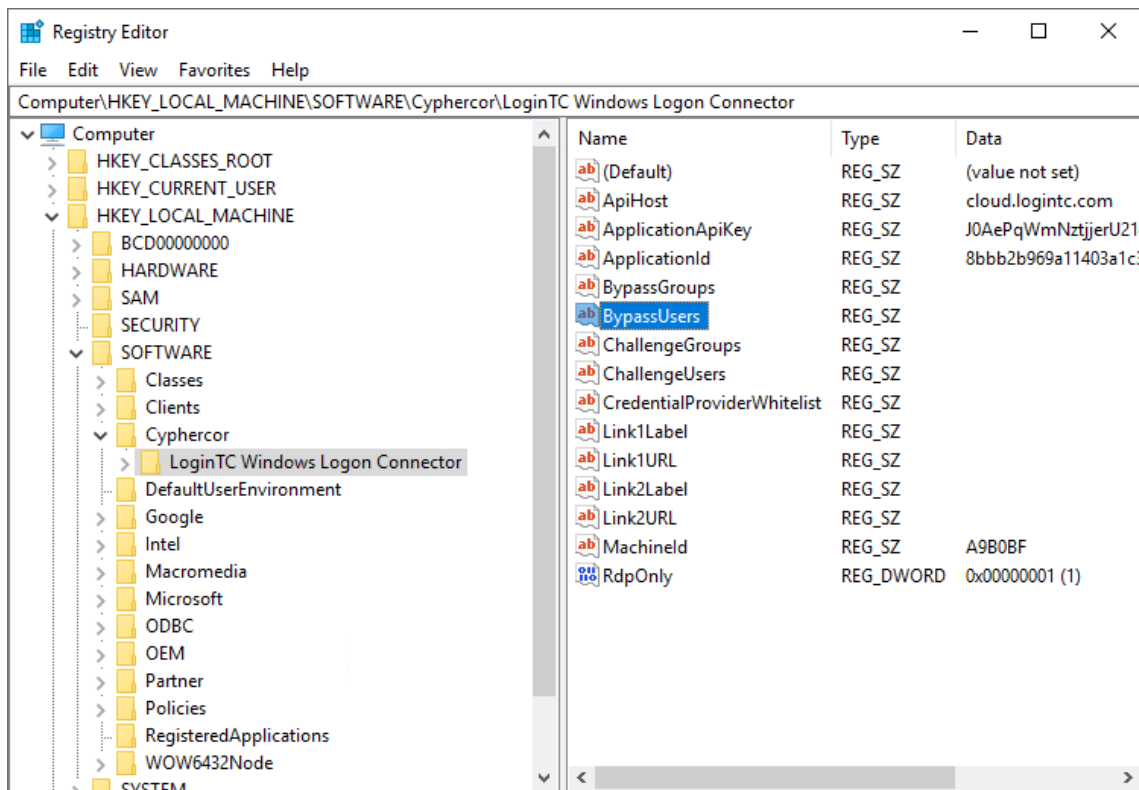 Registry Editor
File Edit View Favorites Help
Computer\HKEY_LOCAL_MACHINE\SOFTWARE\Cyphercor\LoginTC Windows Logon Connector
Computer
HKEY_CLASSES_ROOT
HKEY_CURRENT_USER
HKEY_LOCAL_MACHINE
BCD00000000
HARDWARE
SAM
SECURITY
SOFTWARE
Classes
Clients
Cyphercor
LoginTC Windows Logon Connector
DefaultUserEnvironment
Google
Intel
Macromedia
Microsoft
ODBC
OEM
Partner
Policies
RegisteredApplications
WOW6432Node
SYSTEM
Name Type Data
(Default) REG_SZ (value not set)
ApiHost REG_SZ cloud.logintc.com
ApplicationApiKey REG_SZ J0AePqWmNztjjerU21
ApplicationId REG_SZ 8bbb2b969a11403a1c3
BypassGroups REG_SZ
BypassUsers REG_SZ
ChallengeGroups REG_SZ
ChallengeUsers REG_SZ
CredentialProviderWhitelist REG_SZ
Link1Label REG_SZ
Link1URL REG_SZ
Link2Label REG_SZ
Link2URL REG_SZ
MachineId REG_SZ A9B0BF
RdpOnly REG_DWORD 0x00000001 (1)